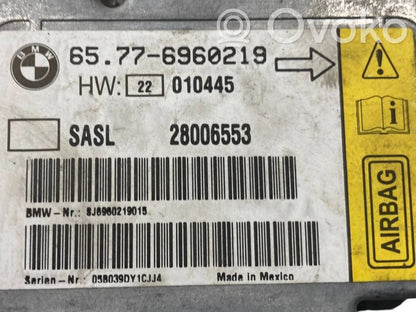 Ovoko
BMW
65.77-6960219
HW: 22 010445
SASL 28006553
AIRBAG
BMW-Nr.: 8J6960219015
Serien-Nr: 058039DY1CJJ4 Made in Mexico